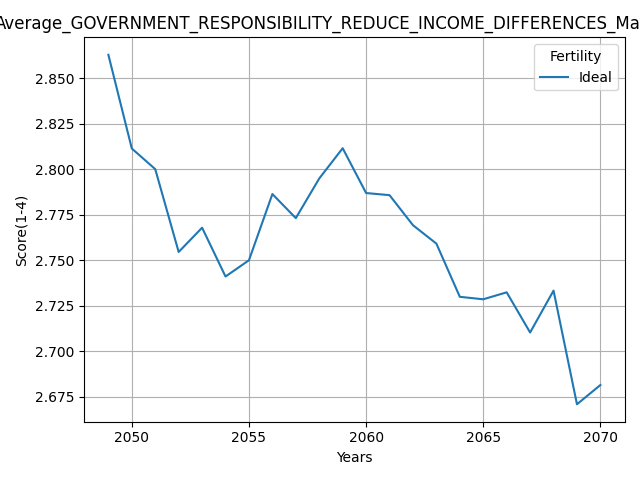 Average_GOVERNMENT_RESPONSIBILITY_REDUCE_INCOME_DIFFERENCES_Ma
Fertility
Ideal
Score(1-4)
2.850
2.825
2.800
2.775
2.750
2.725
2.700
2.675
2050 2055 2060 2065 2070
Years